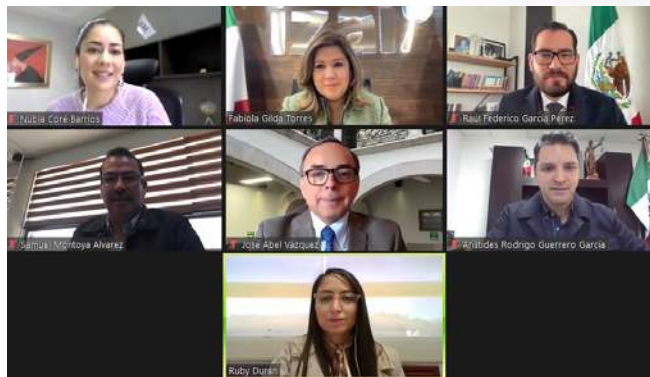 Nubia Coré Barrios
Fabiola Gilda Torres
Raúl Federico García Pérez
Samuel Montoya Alvarez
José Abel Vázquez
Arístides Rodrigo Guerrero García
Ruby Durán